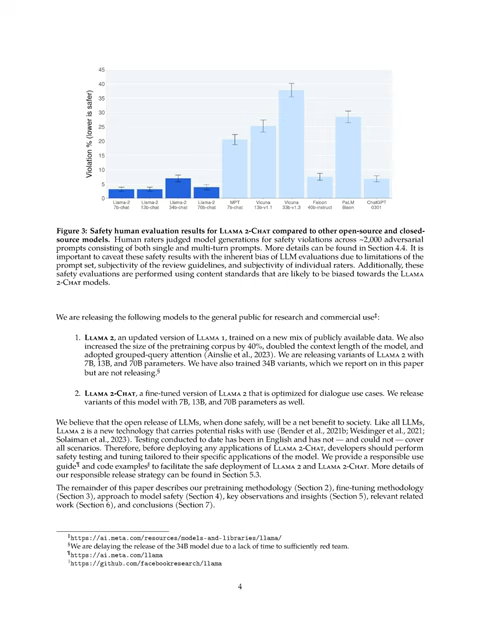 45
40
35
30
25
20
15
10
5
0
Violation % (lower is safer)
Llama-2 Llama-2 Llama-2 Llama-2 MPT Vicuna Vicuna Falcon PaLM ChatGPT
7b-chat 13b-chat 34b-chat 70b-chat 7b-chat 13b-v1.1 33b-v1.3 40b-instruct Bison 0301
Figure 3: Safety human evaluation results for Llama 2-Chat compared to other open-source and closed-
source models. Human raters judged model generations for safety violations across ~2,000 adversarial
prompts consisting of both single and multi-turn prompts. More details can be found in Section 4.4. It
is important to caveat these safety results with the inherent bias of LLM evaluations due to limitations of the
prompt set, subjectivity of the review guidelines, and subjectivity of individual raters. Additionally, these
safety evaluations are performed using content standards that are likely to be biased towards the Llama
2-Chat models.
We are releasing the following models to the general public for research and commercial use‡:
1. Llama 2, an updated version of Llama 1, trained on a new mix of publicly available data. We also
increased the size of the pretraining corpus by 40%, doubled the context length of the model, and
adopted grouped-query attention (Ainslie et al., 2023). We are releasing variants of Llama 2 with
7B, 13B, and 70B parameters. We have also trained 34B variants, which we report on in this paper
but are not releasing.§
2. Llama 2-Chat, a fine-tuned version of Llama 2 that is optimized for dialogue use cases. We release
variants of this model with 7B, 13B, and 70B parameters as well.
We believe that the open release of LLMs, when done safely, will be a net benefit to society. Like all LLMs,
Llama 2 is a new technology that carries potential risks with use (Bender et al., 2021b; Weidinger et al., 2021;
Solaiman et al., 2023). Testing conducted to date has been in English and has not — and could not — cover
all scenarios. Therefore, before deploying any applications of Llama 2-Chat, developers should perform
safety testing and tuning tailored to their specific applications of the model. We provide a responsible use
guide¶ and code examples‖ to facilitate the safe deployment of Llama 2 and Llama 2-Chat. More details of
our responsible release strategy can be found in Section 5.3.
The remainder of this paper describes our pretraining methodology (Section 2), fine-tuning methodology
(Section 3), approach to model safety (Section 4), key observations and insights (Section 5), relevant related
work (Section 6), and conclusions (Section 7).
‡https://ai.meta.com/resources/models-and-libraries/llama/
§We are delaying the release of the 34B model due to a lack of time to sufficiently red team.
¶https://ai.meta.com/llama
‖https://github.com/facebookresearch/llama
4